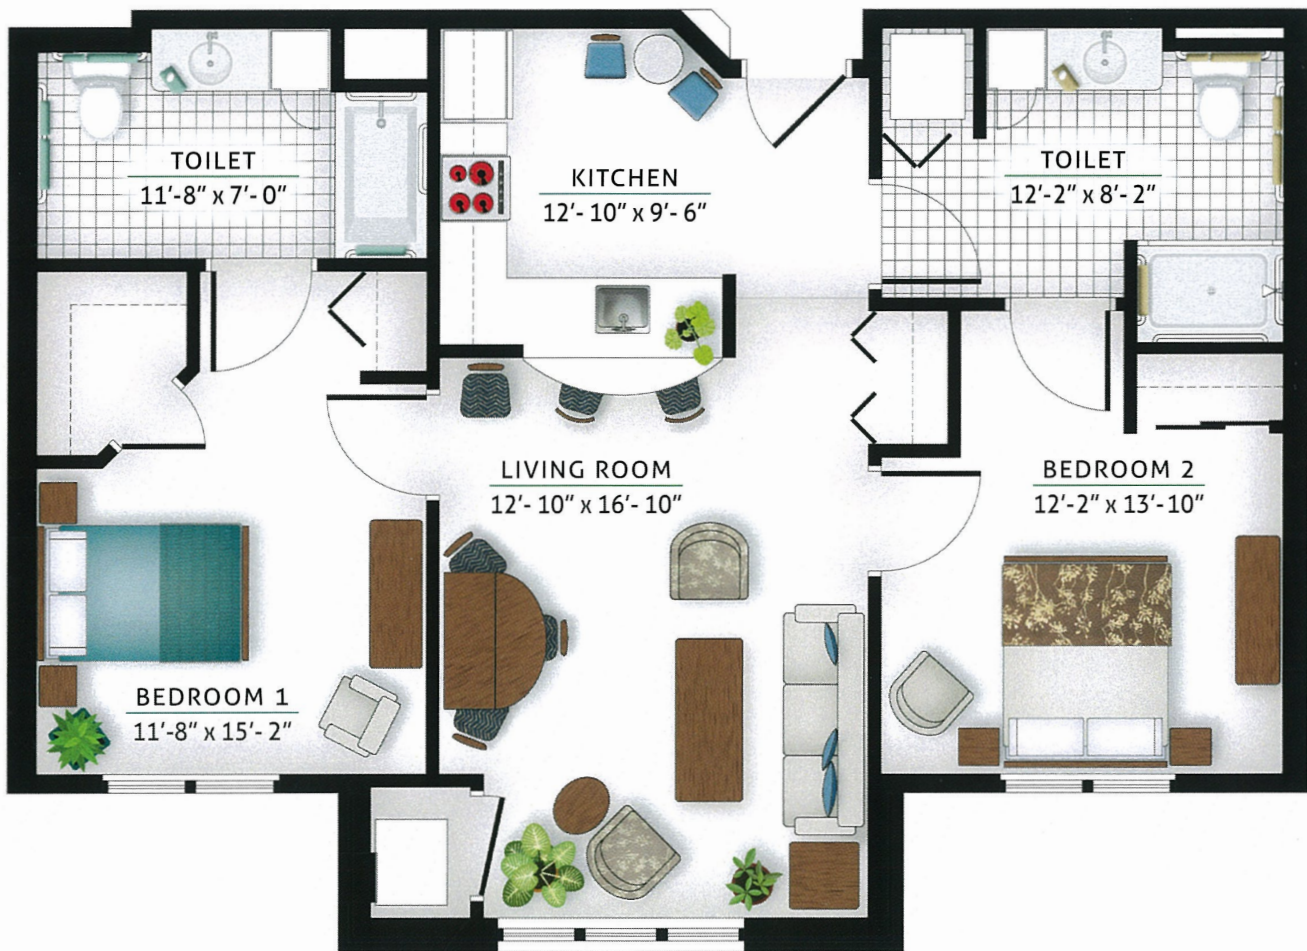 TOILET
11'-8" x 7'-0"
KITCHEN
12'-10" x 9'-6"
TOILET
12'-2" x 8'-2"
LIVING ROOM
12'-10" x 16'-10"
BEDROOM 2
12'-2" x 13'-10"
BEDROOM 1
11'-8" x 15'-2"